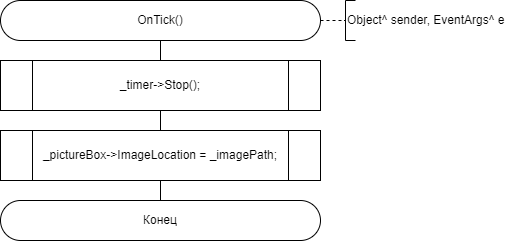 OnTick()
Object^ sender, EventArgs^ e
_timer->Stop();
_pictureBox->ImageLocation = _imagePath;
Конец